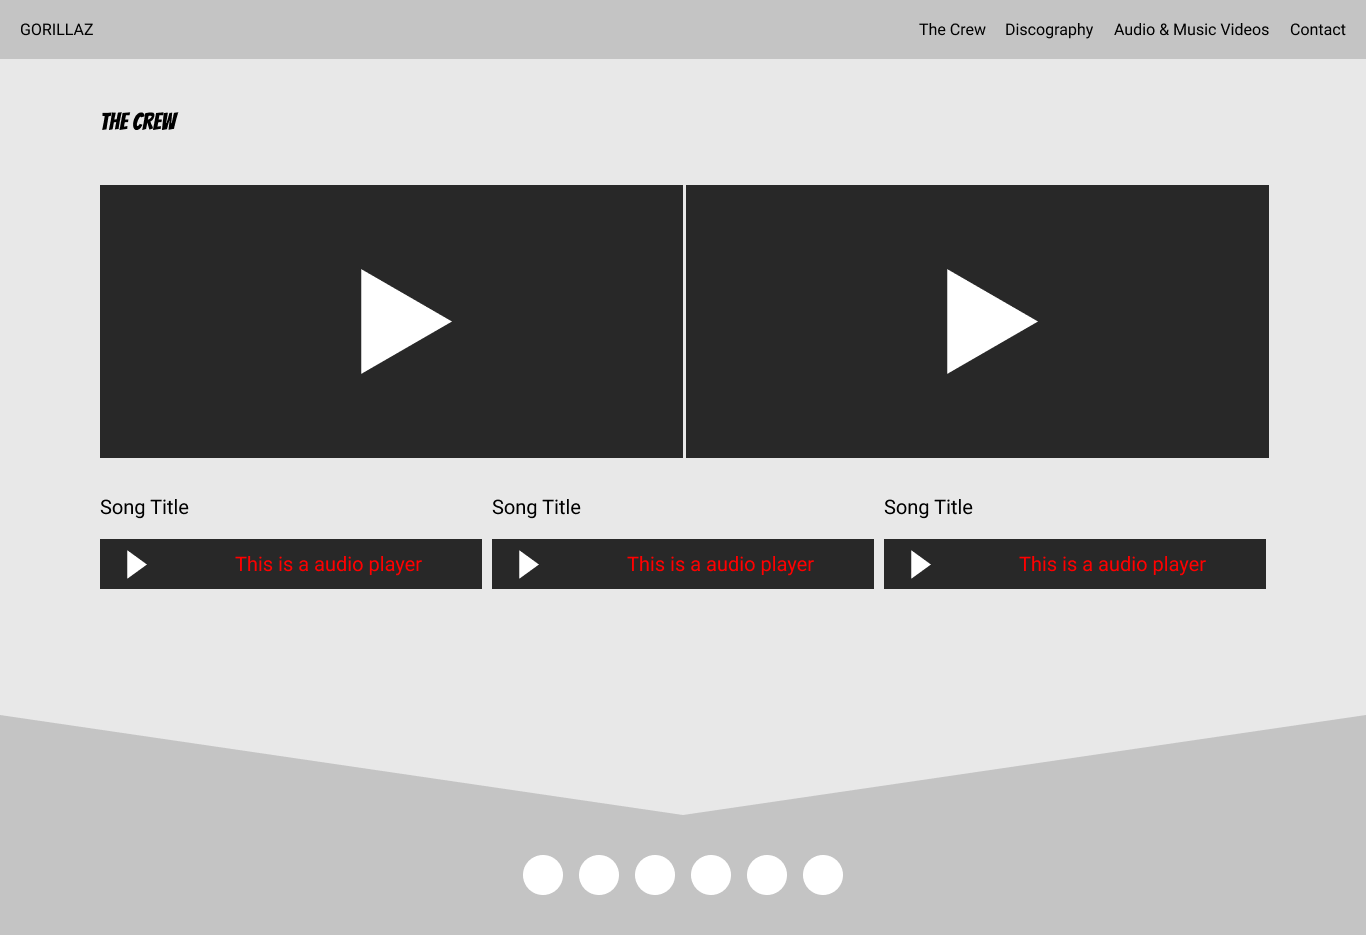 GORILLAZ
The Crew Discography Audio & Music Videos Contact
THE CREW
Song Title Song Title Song Title
This is a audio player This is a audio player This is a audio player